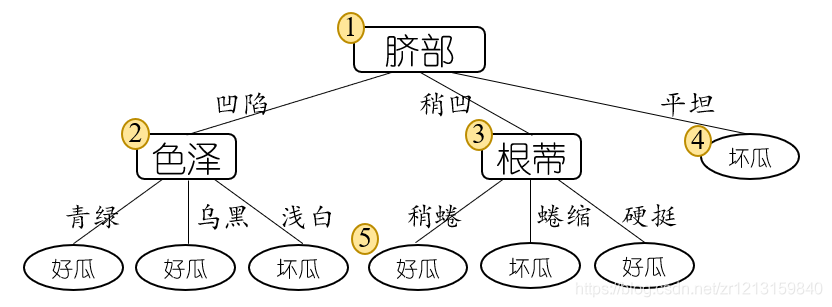 1
脐部
凹陷
稍凹
平坦
2
色泽
3
根蒂
4
坏瓜
青绿
乌黑
浅白
稍蜷
蜷缩
硬挺
好瓜
好瓜
坏瓜
5
好瓜
坏瓜
好瓜
https://blog.csdn.net/zr1213159840